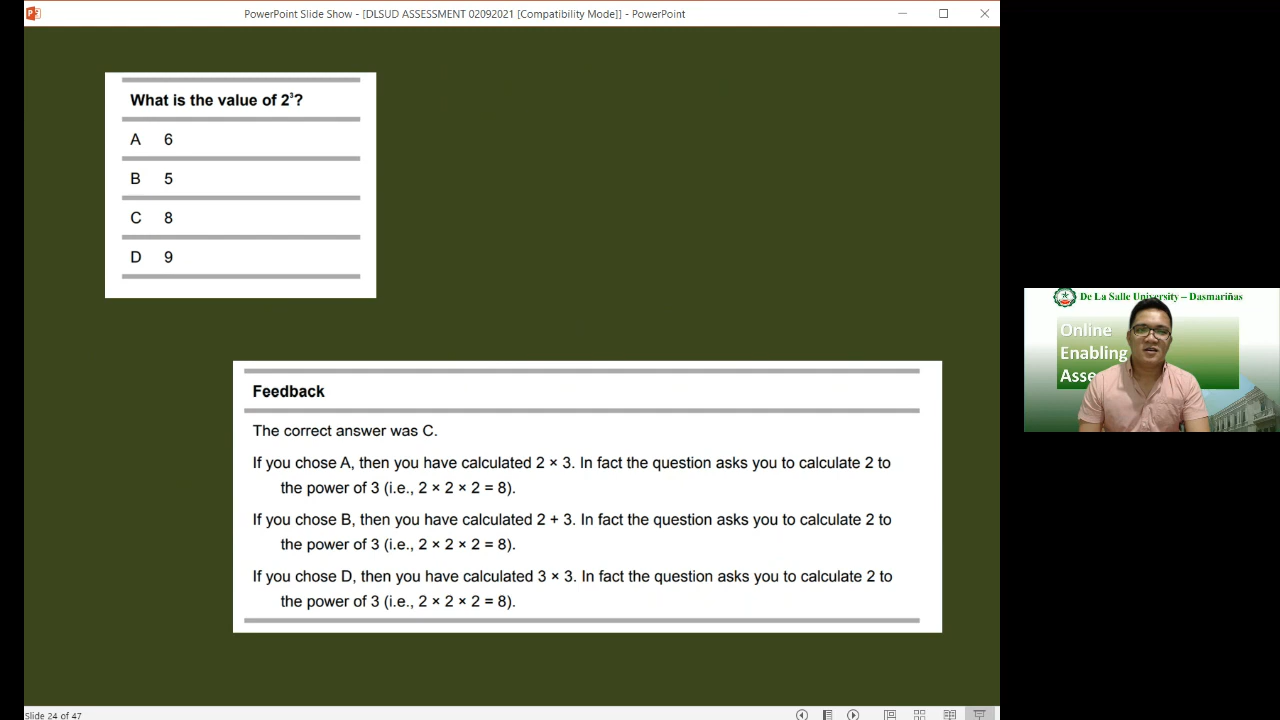 PowerPoint Slide Show - [DLSUD ASSESSMENT 02092021 [Compatibility Mode]] - PowerPoint
What is the value of 2³?
A 6
B 5
C 8
D 9
Feedback
The correct answer was C.
If you chose A, then you have calculated 2 × 3. In fact the question asks you to calculate 2 to
the power of 3 (i.e., 2 × 2 × 2 = 8).
If you chose B, then you have calculated 2 + 3. In fact the question asks you to calculate 2 to
the power of 3 (i.e., 2 × 2 × 2 = 8).
If you chose D, then you have calculated 3 × 3. In fact the question asks you to calculate 2 to
the power of 3 (i.e., 2 × 2 × 2 = 8).
Slide 24 of 47
De La Salle University – Dasmariñas
Online
Enabling
Asse